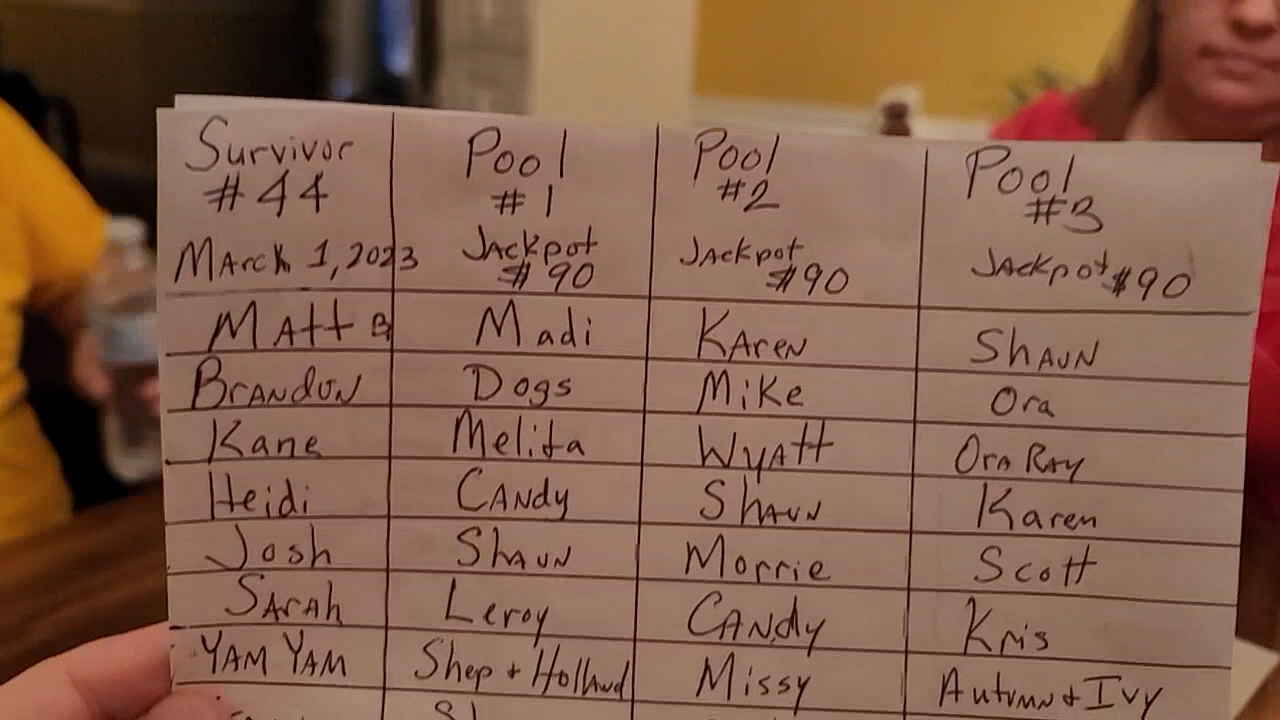 Survivor Pool Pool Pool
#44 #1 #2 #3
March 1, 2023 Jackpot Jackpot Jackpot $90
$90 $90
Matt B Madi Karen Shaun
Brandon Dogs Mike Ora
Kane Melita Wyatt Ora Ray
Heidi Candy Shaun Karen
Josh Shaun Morrie Scott
Sarah Leroy Candy Kris
Yam Yam Shep + Holland Missy Autumn + Ivy